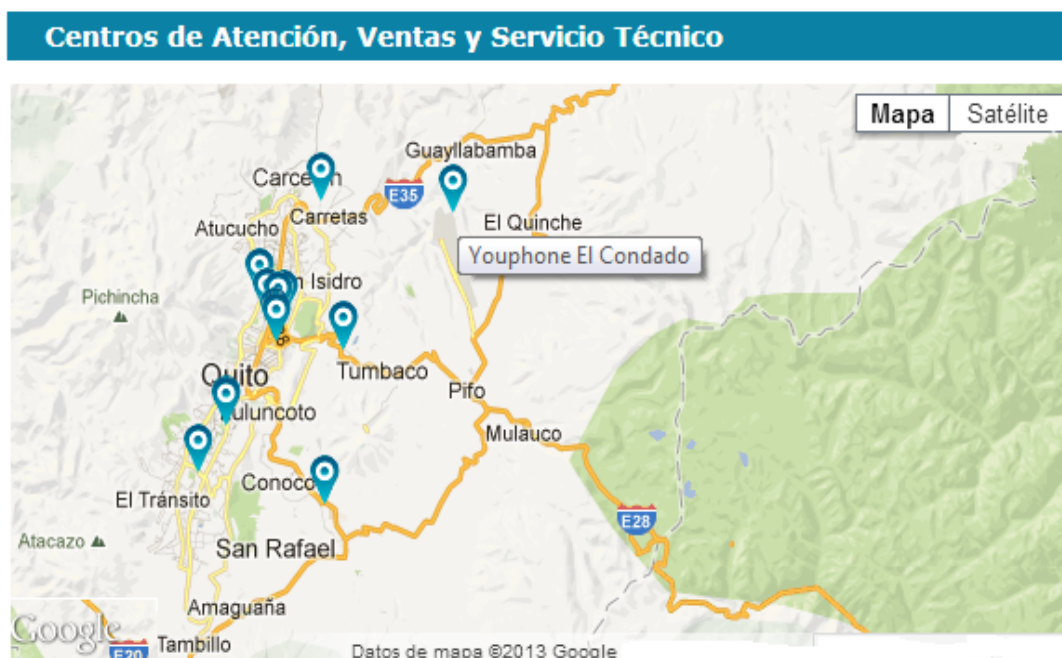 Centros de Atención, Ventas y Servicio Técnico
Mapa
Satélite
Guayllabamba
E35
Carretas
Atucucho
El Quinche
Youphone El Condado
Isidro
Pichincha
Quito
Tumbaco
Pifo
Mulauco
El Tránsito
E28
Atacazo
San Rafael
Amaguaña
Google
E20
Tambillo
Datos de mapa ©2013 Google